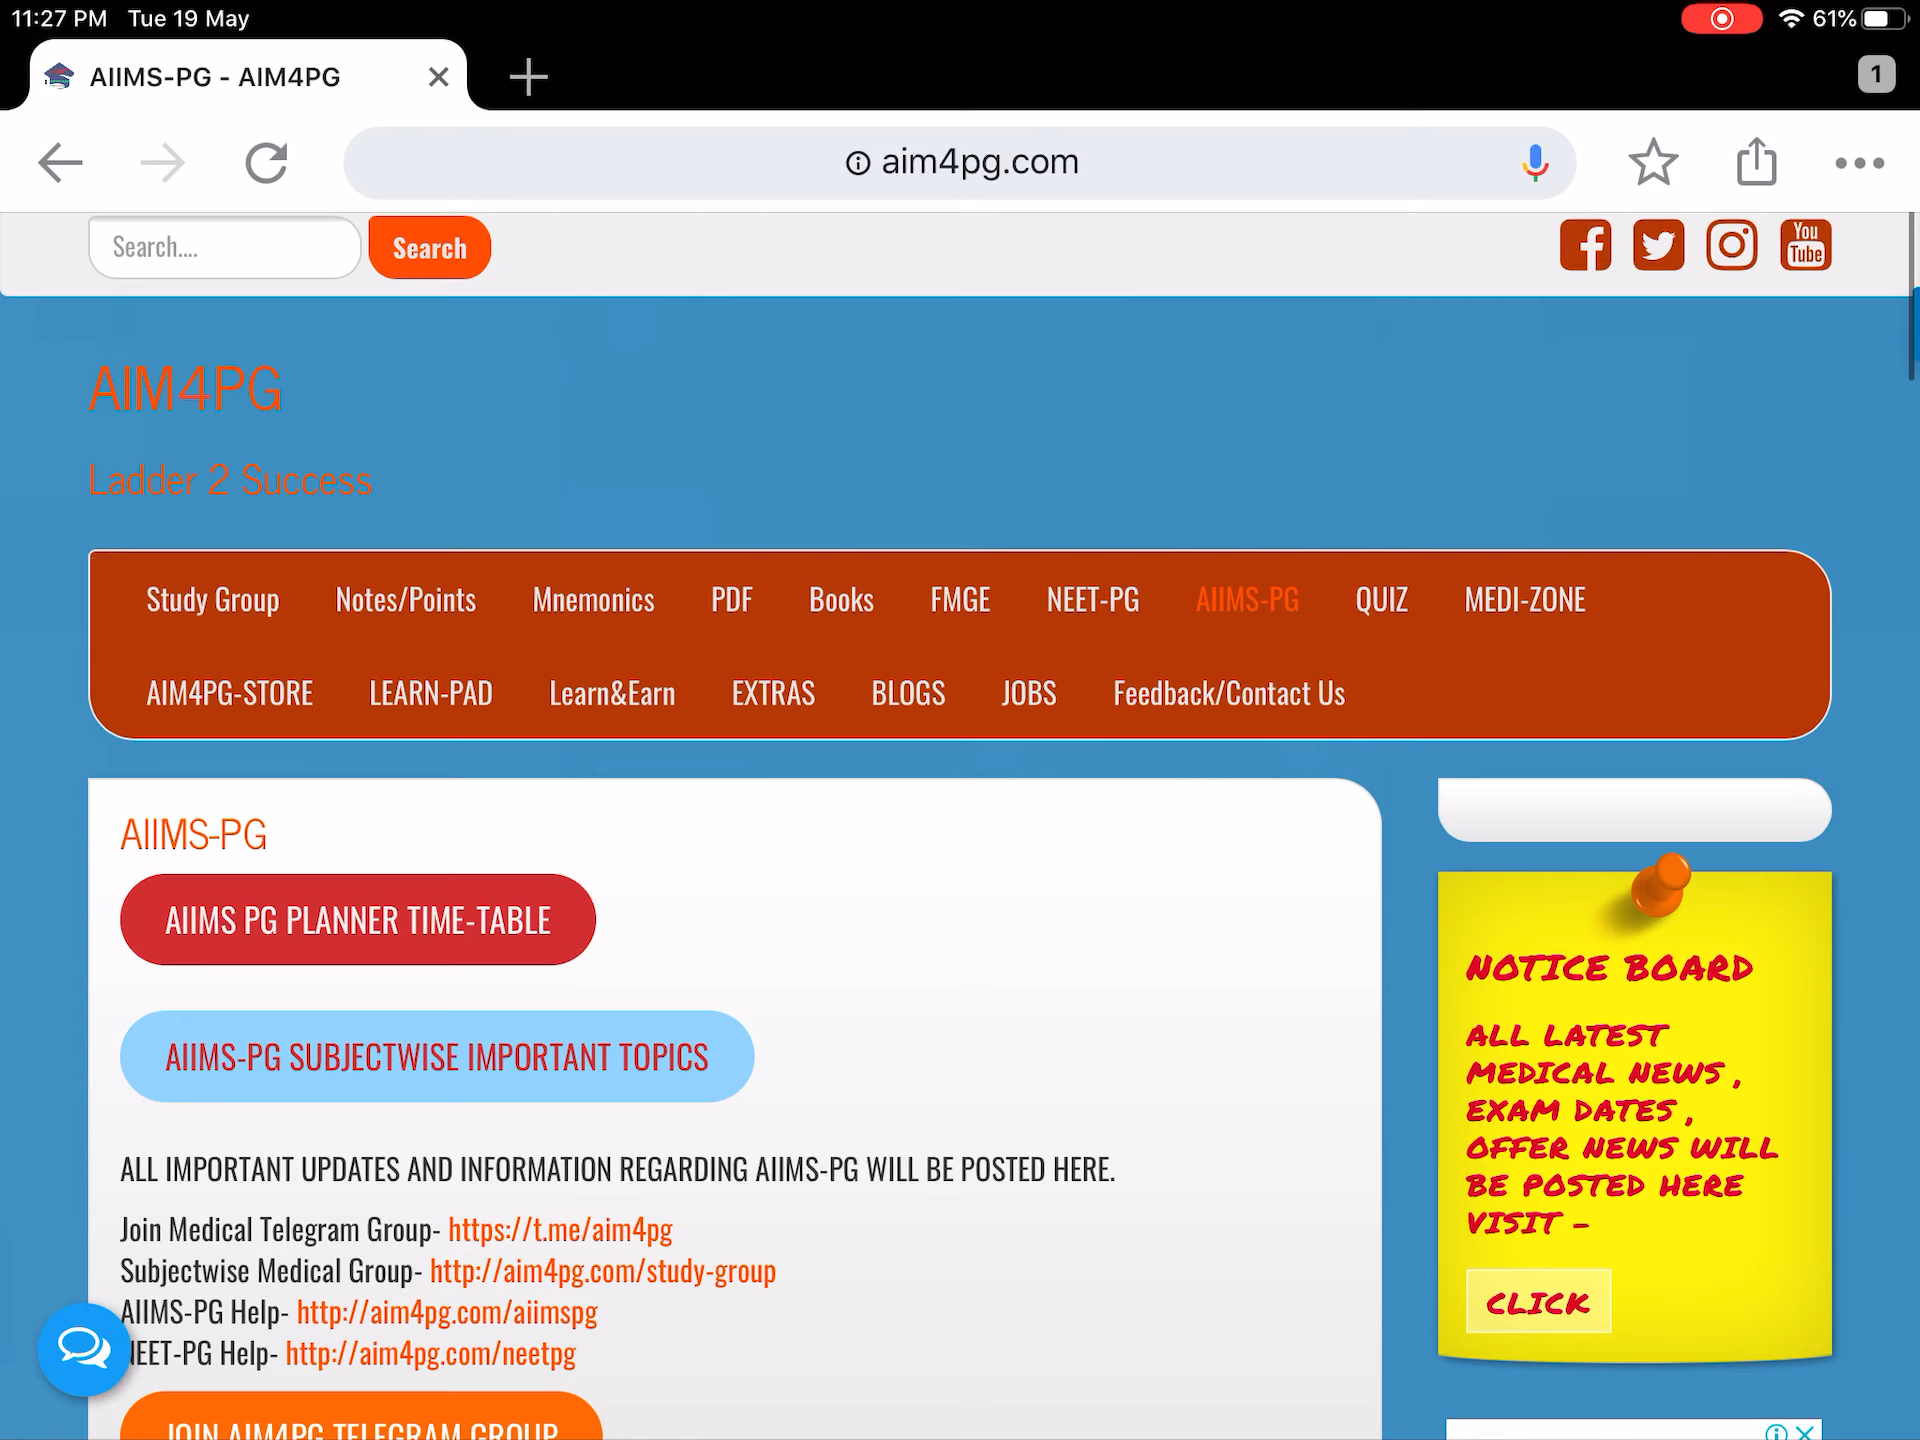 11:27 PM Tue 19 May 61%
AIIMS-PG - AIM4PG 1
aim4pg.com
Search.... Search
You Tube
AIM4PG
Ladder 2 Success
Study Group Notes/Points Mnemonics PDF Books FMGE NEET-PG AIIMS-PG QUIZ MEDI-ZONE
AIM4PG-STORE LEARN-PAD Learn&Earn EXTRAS BLOGS JOBS Feedback/Contact Us
AIIMS-PG
AIIMS PG PLANNER TIME-TABLE
AIIMS-PG SUBJECTWISE IMPORTANT TOPICS
ALL IMPORTANT UPDATES AND INFORMATION REGARDING AIIMS-PG WILL BE POSTED HERE.
Join Medical Telegram Group- https://t.me/aim4pg
Subjectwise Medical Group- http://aim4pg.com/study-group
AIIMS-PG Help- http://aim4pg.com/aiimspg
NEET-PG Help- http://aim4pg.com/neetpg
JOIN AIM4PG TELEGRAM GROUP
NOTICE BOARD
ALL LATEST
MEDICAL NEWS ,
EXAM DATES ,
OFFER NEWS WILL
BE POSTED HERE
VISIT -
CLICK